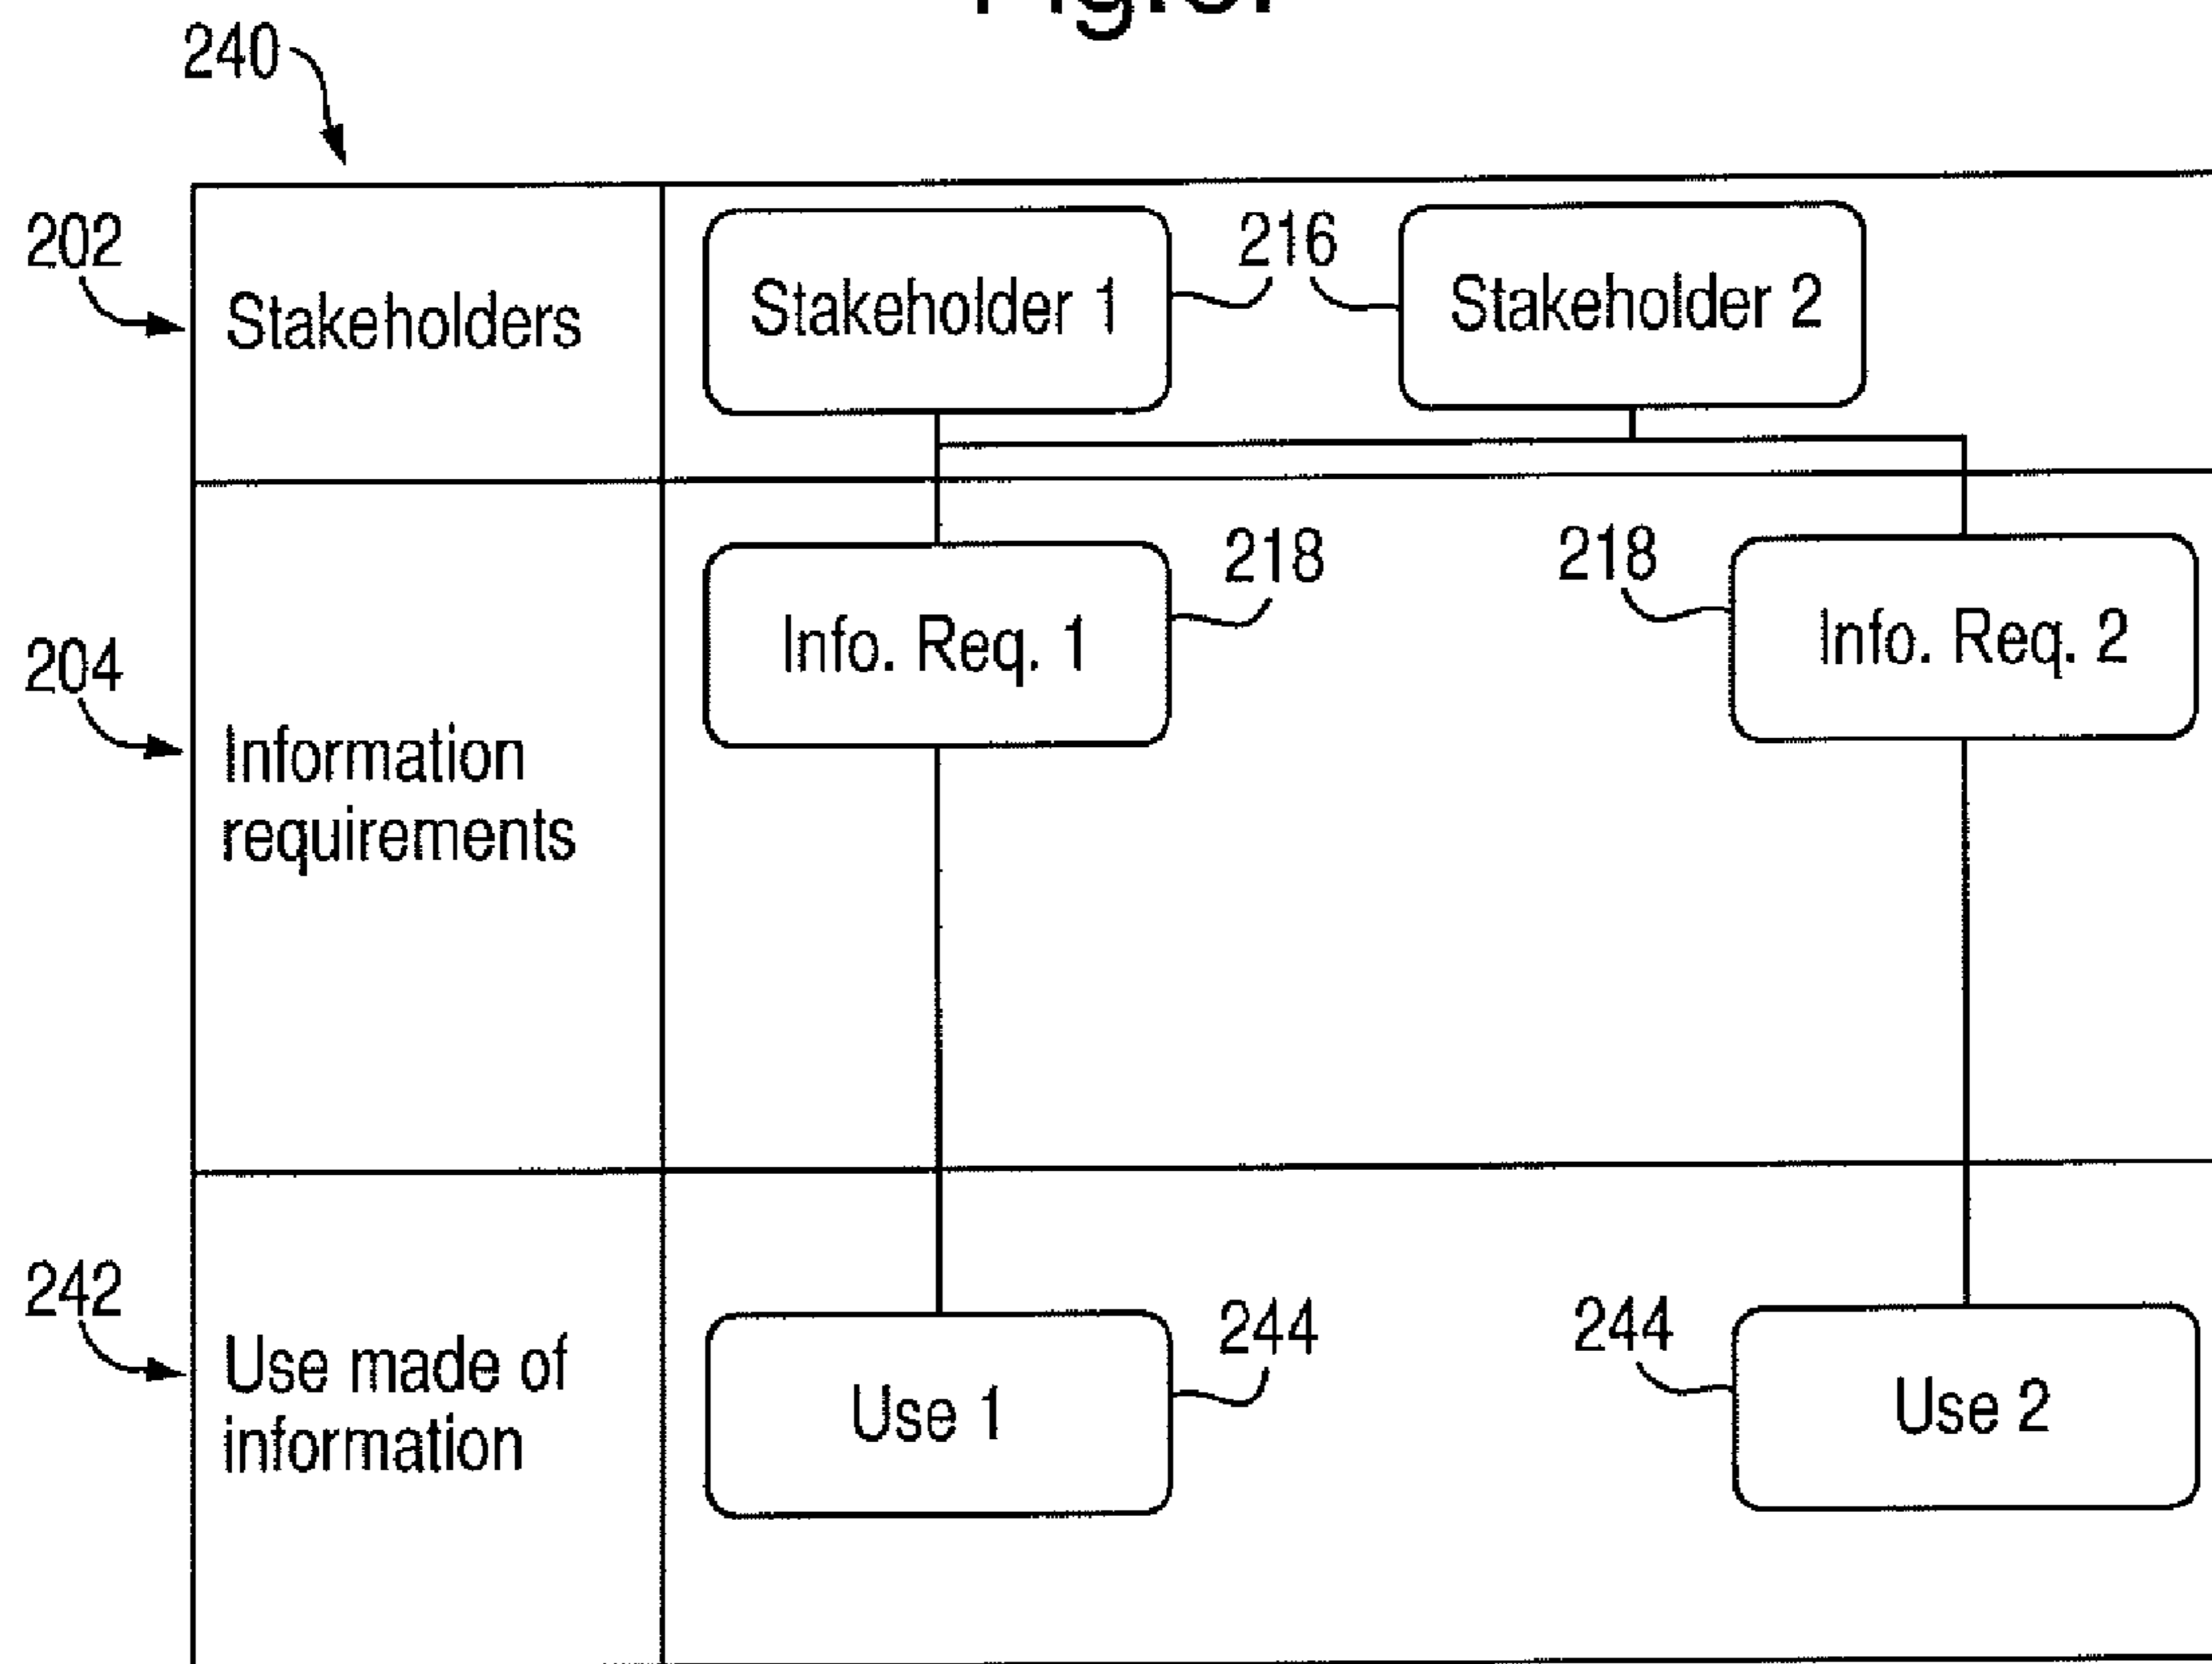 240
202
Stakeholders
Stakeholder 1
216
Stakeholder 2
204
Information
requirements
Info. Req. 1
218
218
Info. Req. 2
242
Use made of
information
Use 1
244
244
Use 2